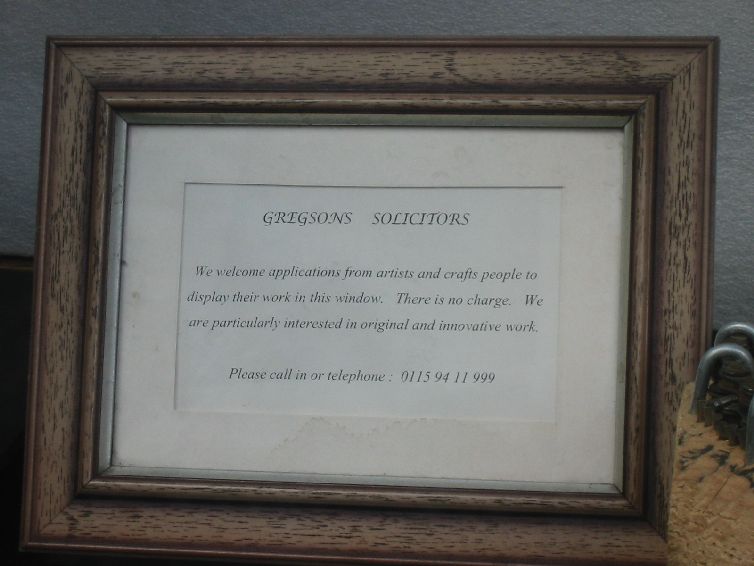 GREGSONS SOLICITORS
We welcome applications from artists and crafts people to
display their work in this window. There is no charge. We
are particularly interested in original and innovative work.
Please call in or telephone : 0115 94 11 999